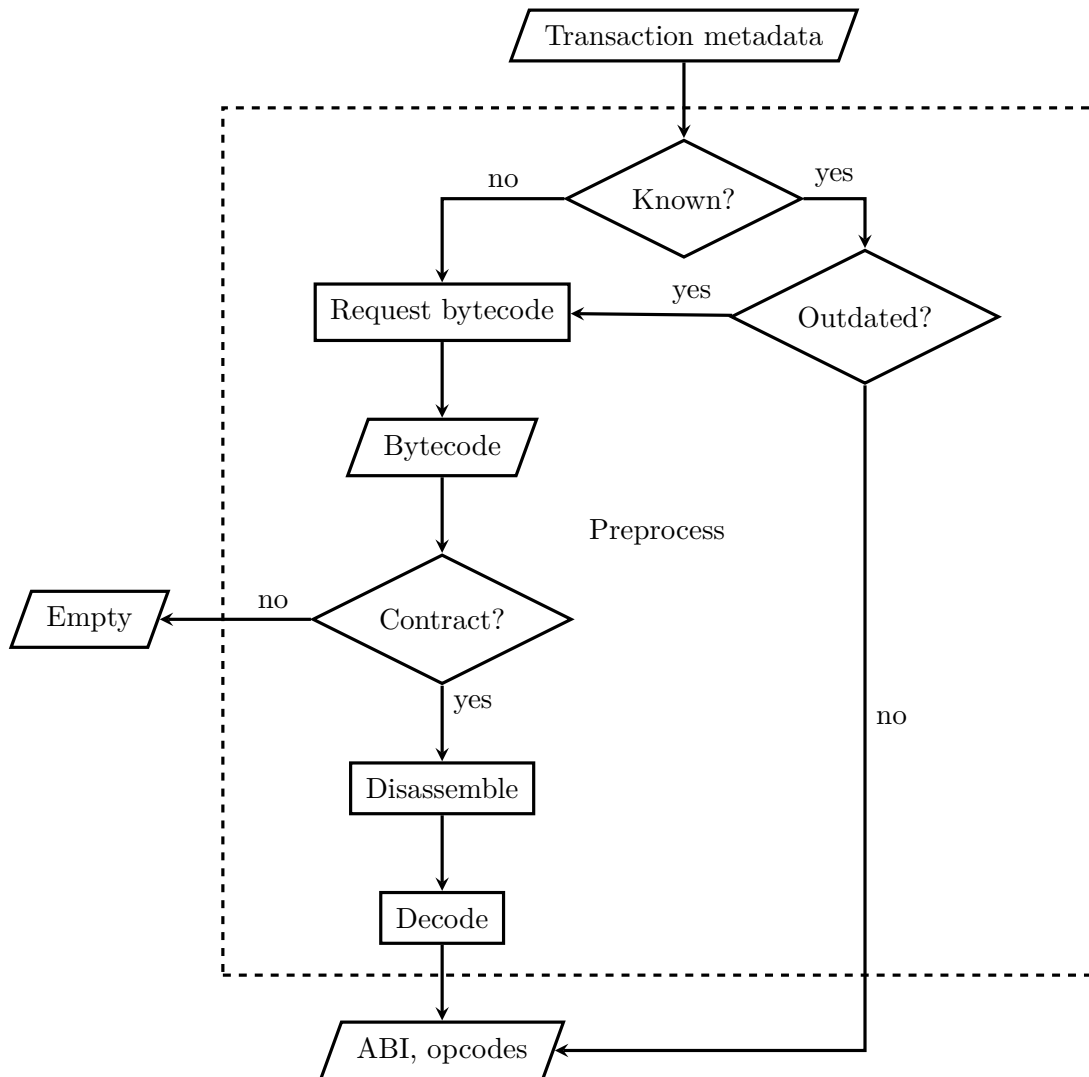 Transaction metadata
Known?
no
yes
Request bytecode
yes
Outdated?
Bytecode
Preprocess
Empty
no
Contract?
yes
no
Disassemble
Decode
ABI, opcodes